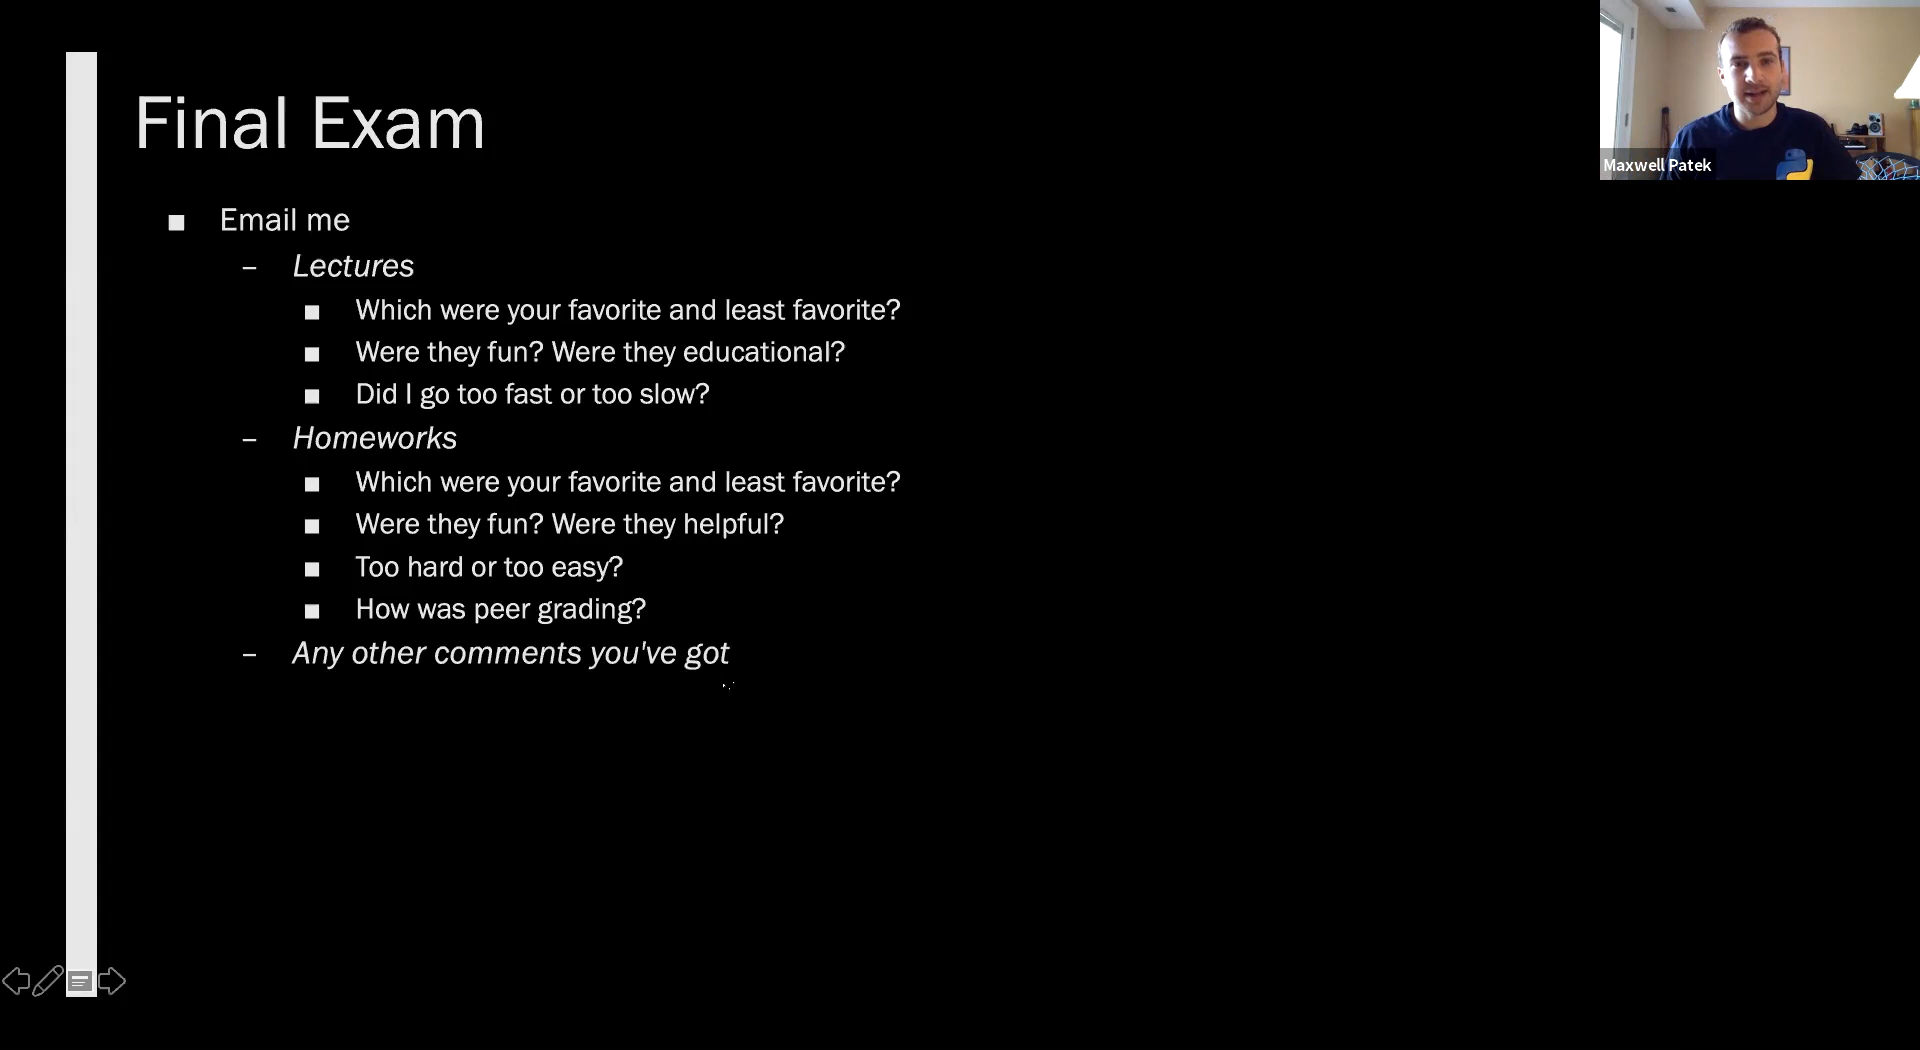 Final Exam
Maxwell Patek
Email me
Lectures
Which were your favorite and least favorite?
Were they fun? Were they educational?
Did I go too fast or too slow?
Homeworks
Which were your favorite and least favorite?
Were they fun? Were they helpful?
Too hard or too easy?
How was peer grading?
Any other comments you've got